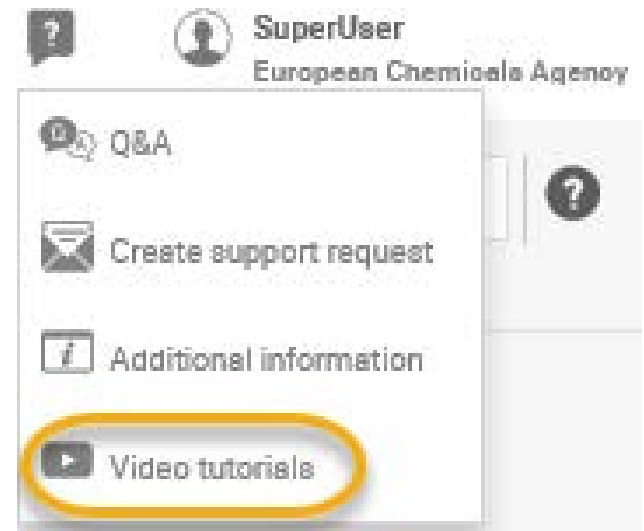 SuperUser
European Chemicals Agency
Q&A
Create support request
Additional information
Video tutorials